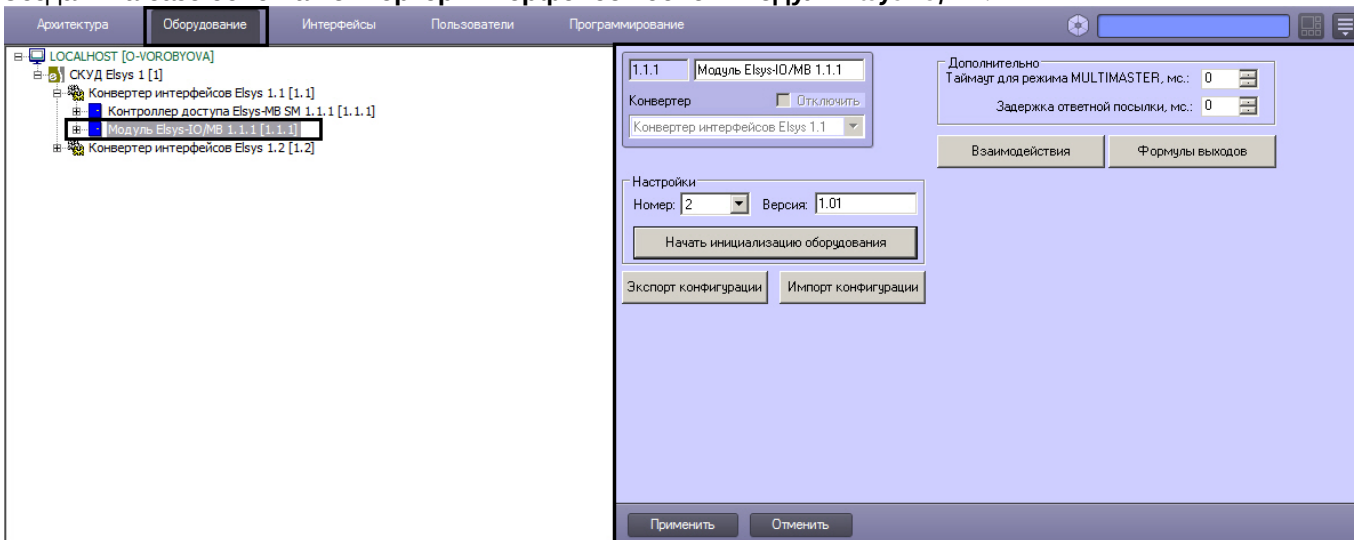 Архитектура Оборудование Интерфейсы Пользователи Программирование
LOCALHOST [O-VOROBYOVA]
СКУД Elsys 1 [1]
Конвертер интерфейсов Elsys 1.1 [1.1]
Контроллер доступа Elsys-MB SM 1.1.1 [1.1.1]
Модуль Elsys-IO/MB 1.1.1 [1.1.1]
Конвертер интерфейсов Elsys 1.2 [1.2]
1.1.1 Модуль Elsys-IO/MB 1.1.1
Конвертер Отключить
Конвертер интерфейсов Elsys 1.1
Настройки
Номер: 2 Версия: 1.01
Начать инициализацию оборудования
Экспорт конфигурации Импорт конфигурации
Дополнительно
Таймаут для режима MULTIMASTER, мс.: 0
Задержка ответной посылки, мс.: 0
Взаимодействия Формулы выходов
Применить Отменить